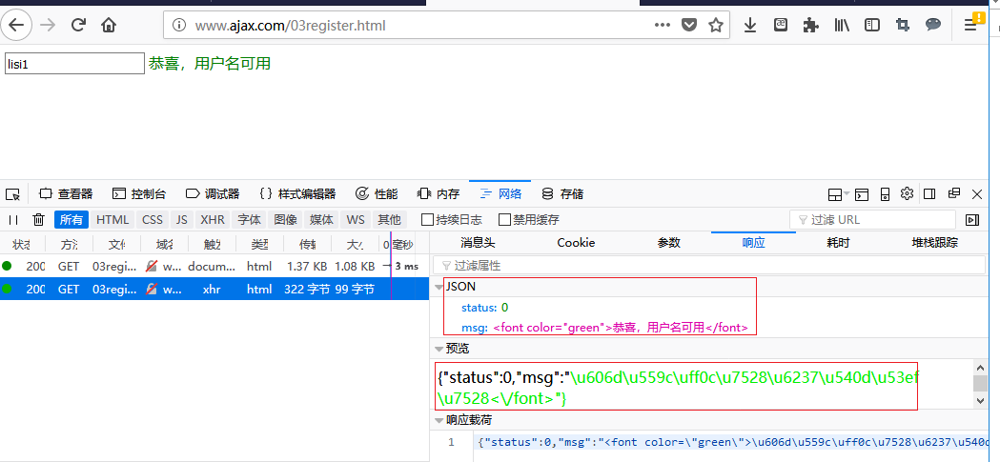 www.ajax.com/03register.html
lisi1 恭喜，用户名可用
查看器 控制台 调试器 {} 样式编辑器 性能 内存 网络 存储
所有 HTML CSS JS XHR 字体 图像 媒体 WS 其他 持续日志 禁用缓存 过滤 URL
状态 方法 文件 域名 触发 类型 传输 大小 0 毫秒 消息头 Cookie 参数 响应 耗时 堆栈跟踪
200 GET 03regi... w... docum... html 1.37 KB 1.08 KB → 3 ms 过滤属性
200 GET 03regi... w... xhr html 322 字节 99 字节 JSON
status: 0
msg: <font color="green">恭喜，用户名可用</font>
预览
{"status":0,"msg":"\u606d\u559c\uff0c\u7528\u6237\u540d\u53ef
\u7528<\/font>"}
响应载荷
1 {"status":0,"msg":"<font color=\"green\">\u606d\u559c\uff0c\u7528\u6237\u540d